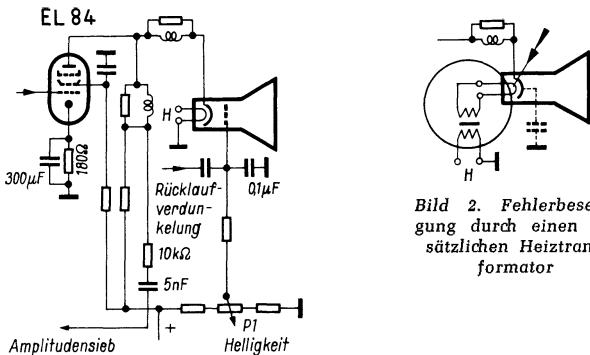 EL 84
H
300µF
180Ω
Rücklauf-
verdun-
kelung
0,1µF
10kΩ
5nF
+
P1
Amplitudensieb
Helligkeit
H
Bild 2. Fehlerbese
gung durch einen
sätzlichen Heiztran
formator